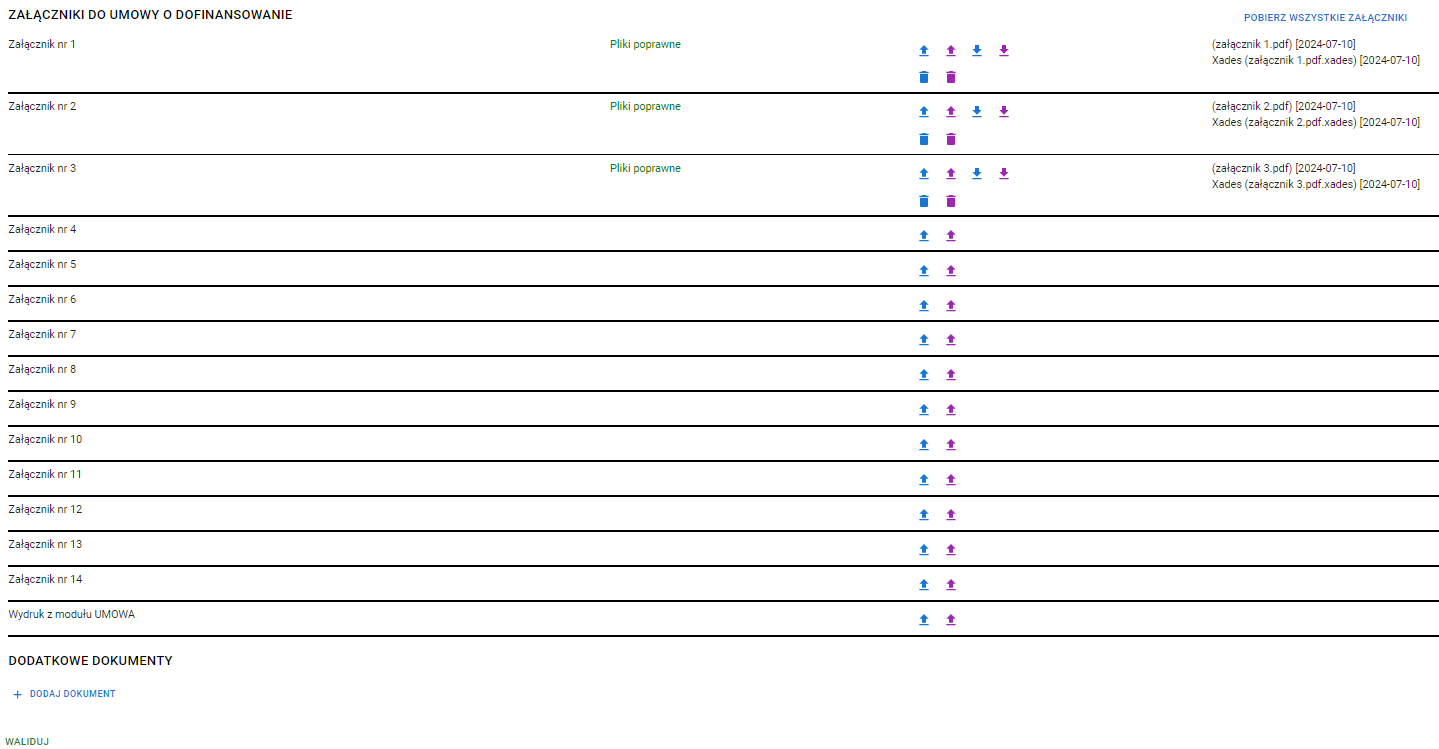 ZAŁĄCZNIKI DO UMOWY O DOFINANSOWANIE
POBIERZ WSZYSTKIE ZAŁĄCZNIKI
Załącznik nr 1 Pliki poprawne (załącznik 1.pdf) [2024-07-10]
Xades (załącznik 1.pdf.xades) [2024-07-10]
Załącznik nr 2 Pliki poprawne (załącznik 2.pdf) [2024-07-10]
Xades (załącznik 2.pdf.xades) [2024-07-10]
Załącznik nr 3 Pliki poprawne (załącznik 3.pdf) [2024-07-10]
Xades (załącznik 3.pdf.xades) [2024-07-10]
Załącznik nr 4
Załącznik nr 5
Załącznik nr 6
Załącznik nr 7
Załącznik nr 8
Załącznik nr 9
Załącznik nr 10
Załącznik nr 11
Załącznik nr 12
Załącznik nr 13
Załącznik nr 14
Wydruk z modułu UMOWA
DODATKOWE DOKUMENTY
+ DODAJ DOKUMENT
WALIDUJ